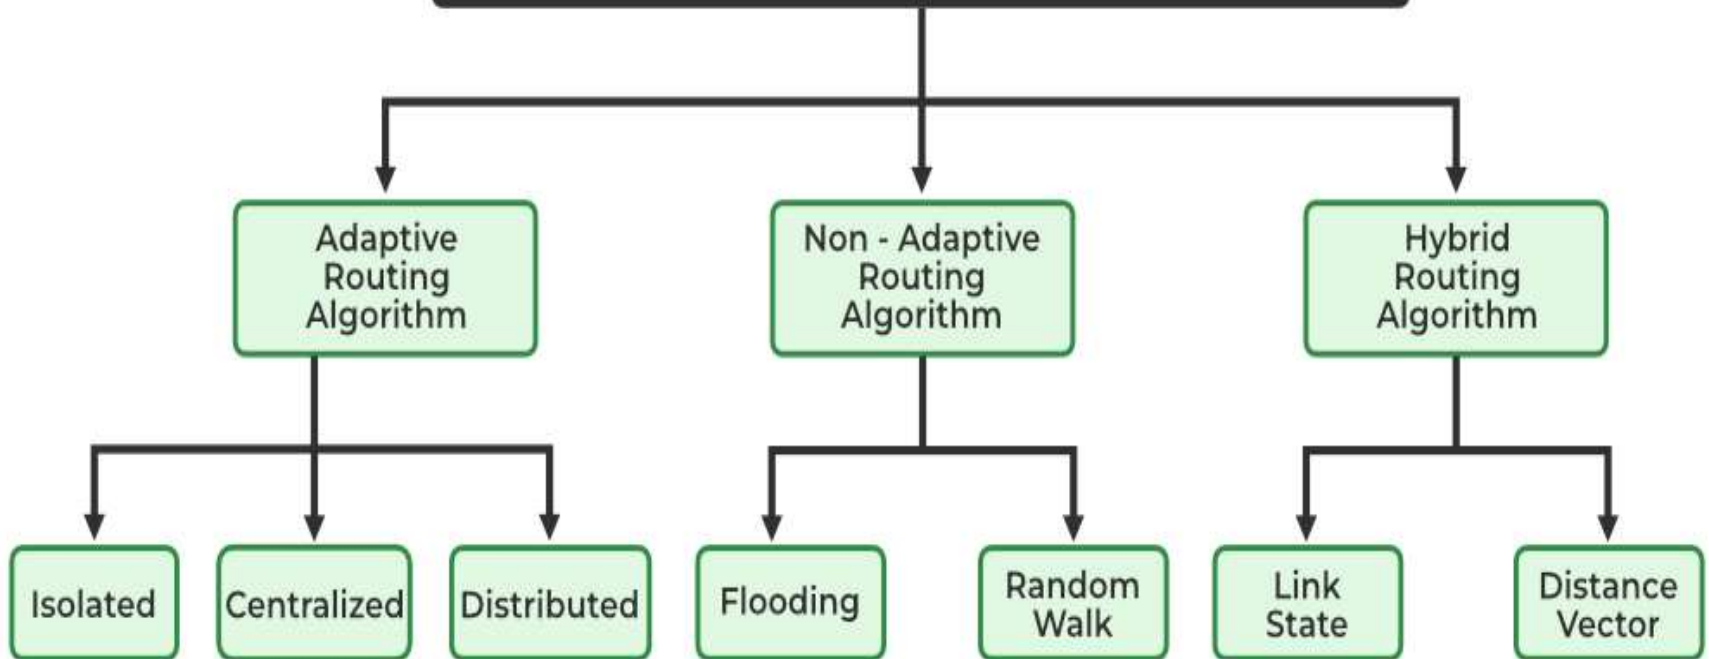 Adaptive
Routing
Algorithm
Non - Adaptive
Routing
Algorithm
Hybrid
Routing
Algorithm
Isolated
Centralized
Distributed
Flooding
Random
Walk
Link
State
Distance
Vector